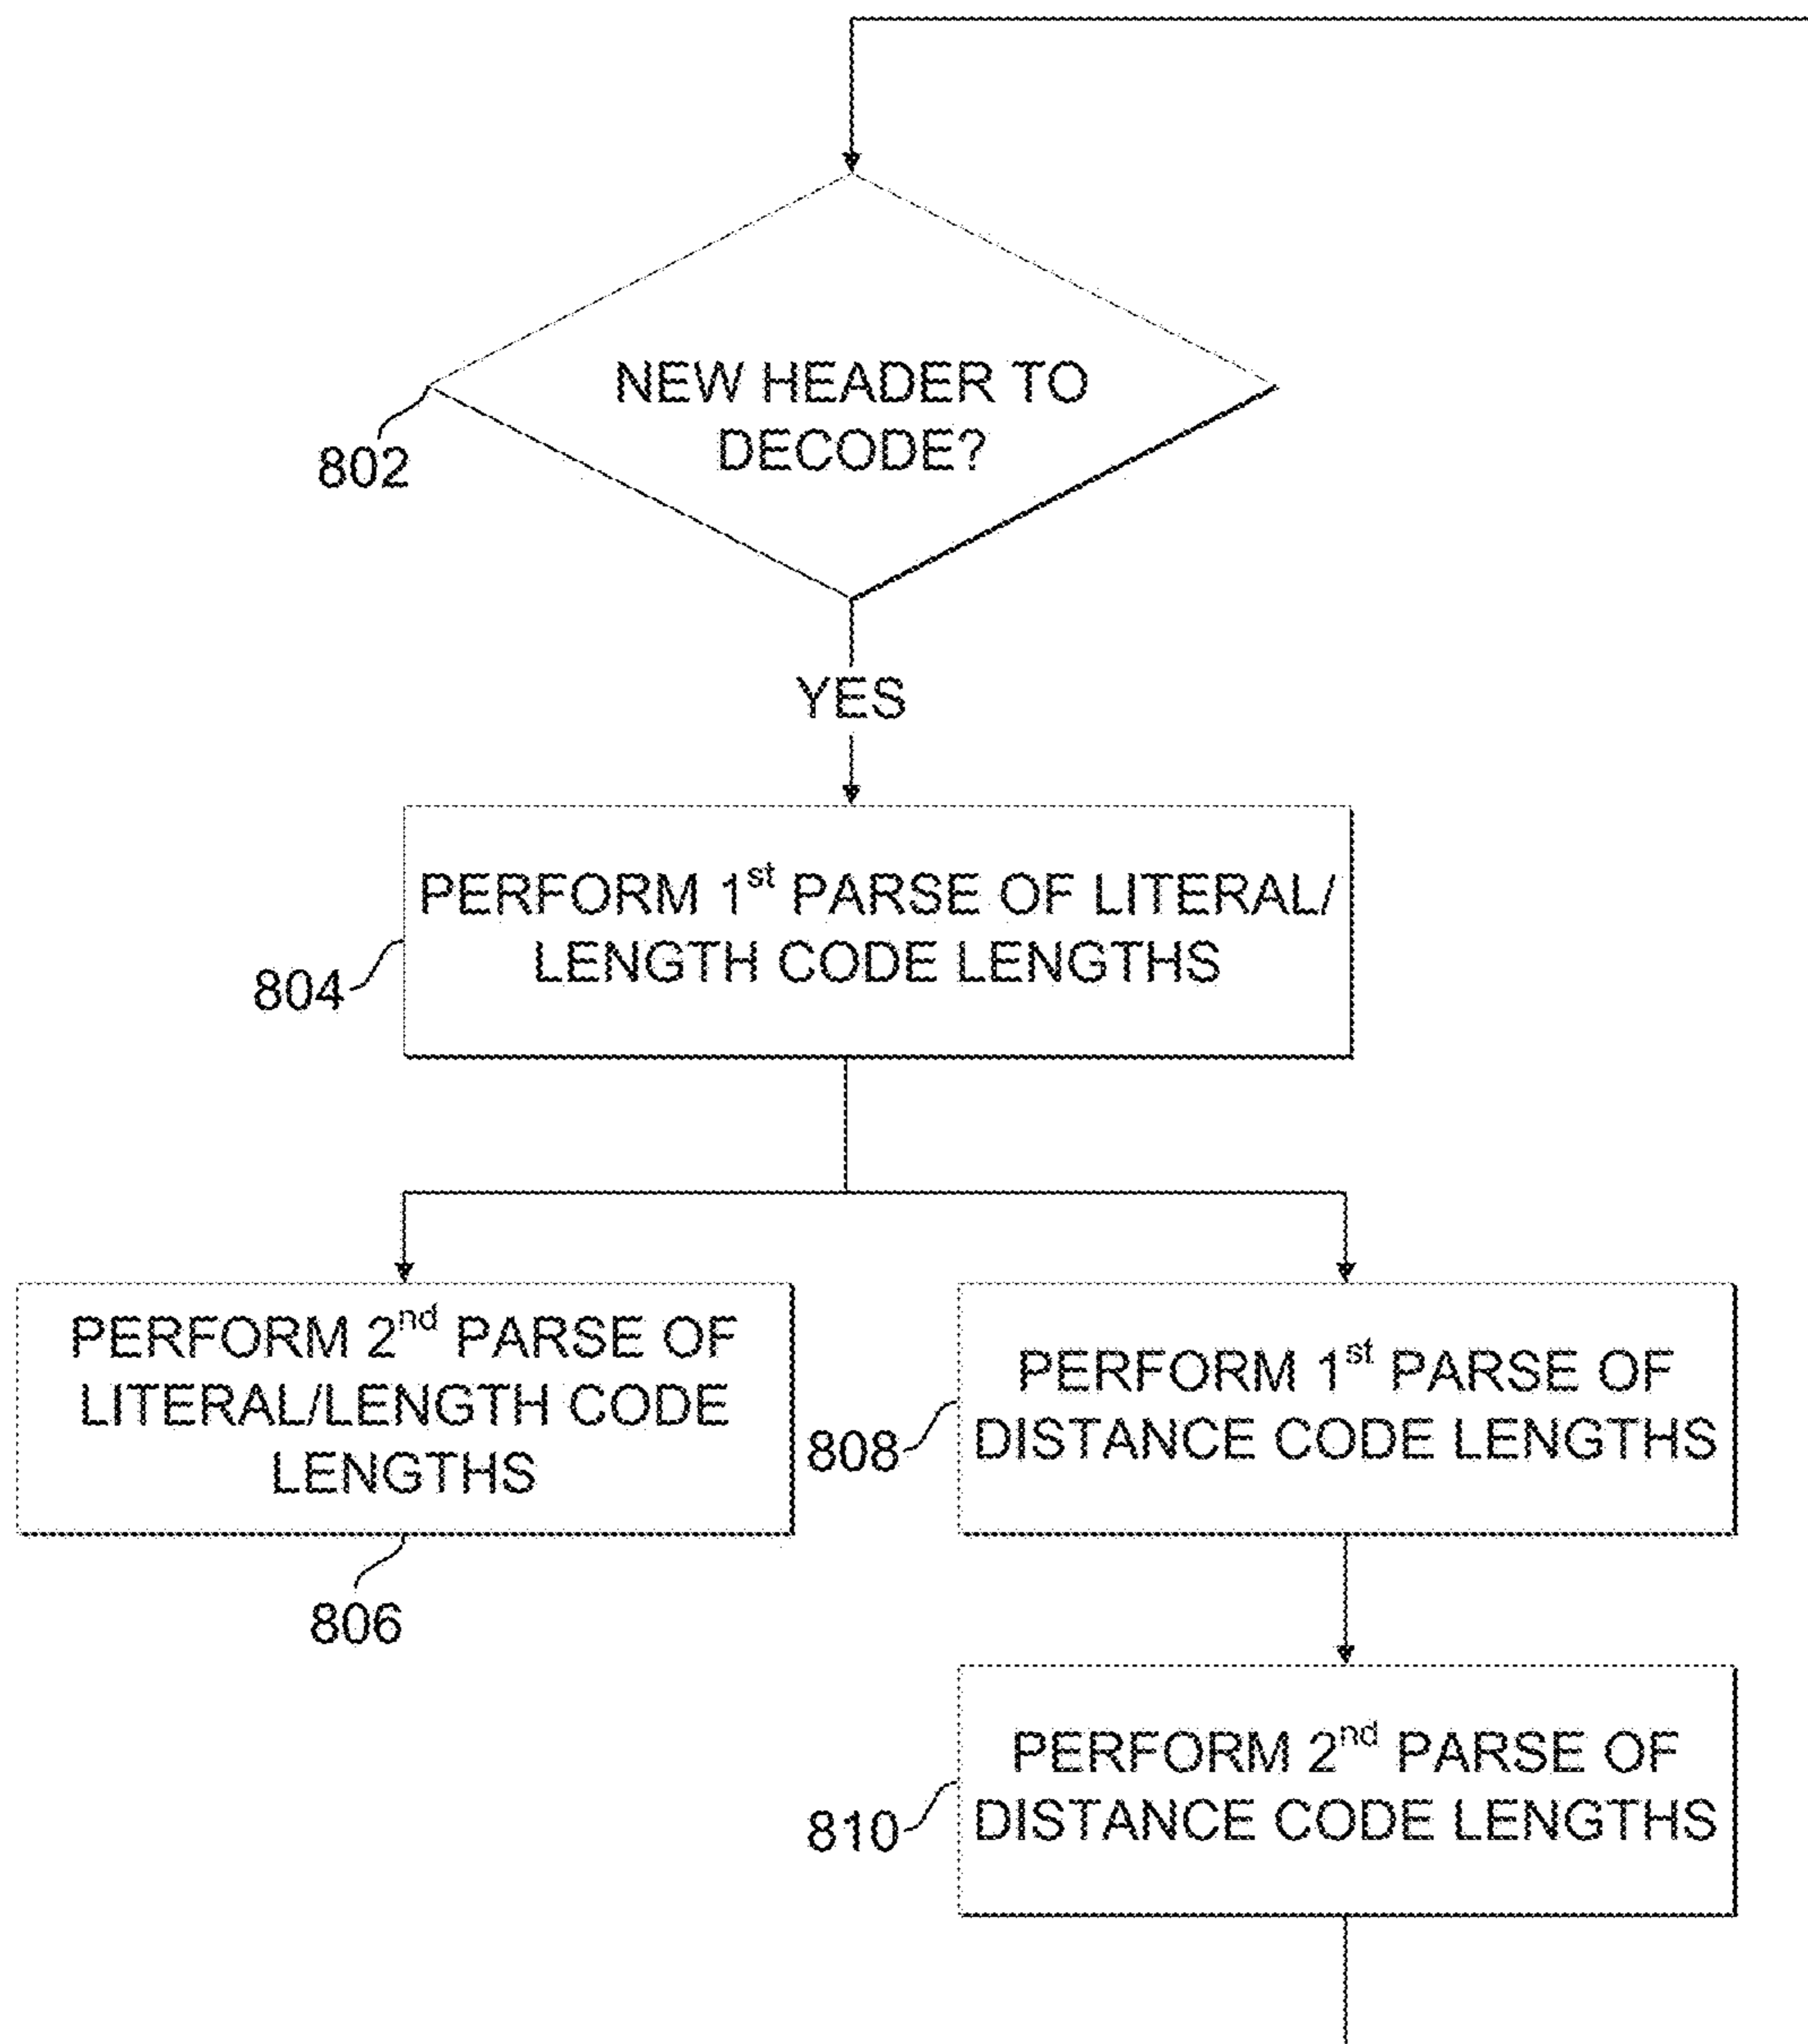 NEW HEADER TO
DECODE?
802
YES
PERFORM 1st PARSE OF LITERAL/
LENGTH CODE LENGTHS
804
PERFORM 2nd PARSE OF
LITERAL/LENGTH CODE
LENGTHS
806
PERFORM 1st PARSE OF
DISTANCE CODE LENGTHS
808
PERFORM 2nd PARSE OF
DISTANCE CODE LENGTHS
810